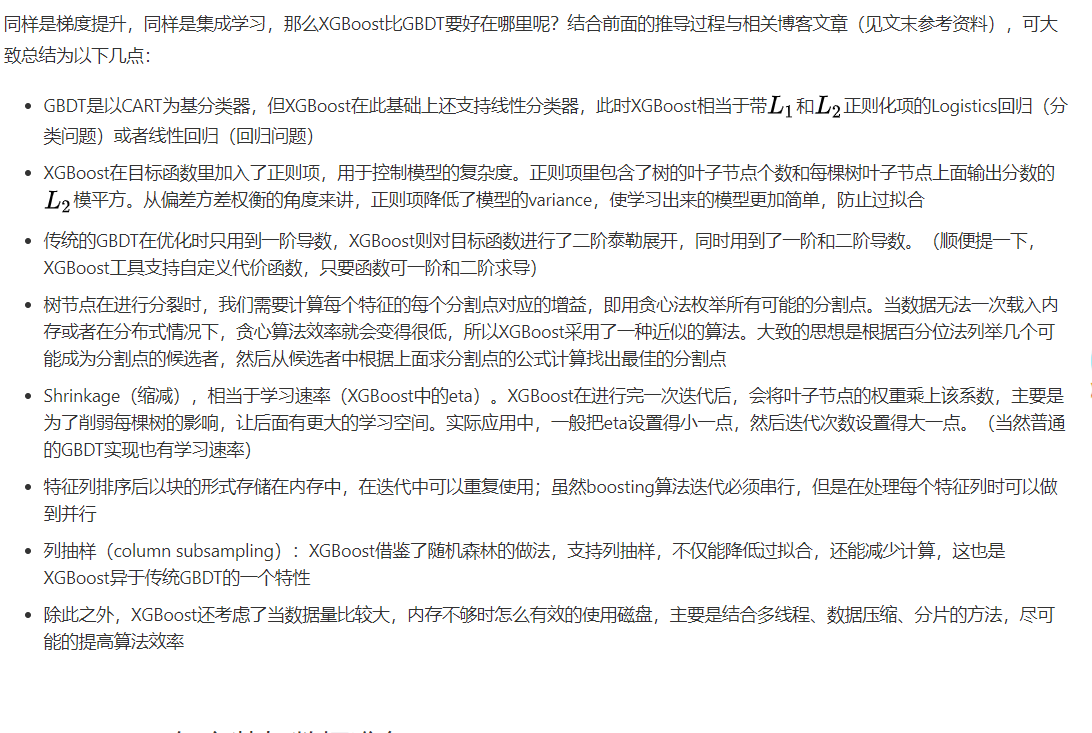 同样是梯度提升，同样是集成学习，那么XGBoost比GBDT要好在哪里呢？结合前面的推导过程与相关博客文章（见文末参考资料），可大
致总结为以下几点：
• GBDT是以CART为基分类器，但XGBoost在此基础上还支持线性分类器，此时XGBoost相当于带L₁和L₂正则化项的Logistics回归（分
类问题）或者线性回归（回归问题）
• XGBoost在目标函数里加入了正则项，用于控制模型的复杂度。正则项里包含了树的叶子节点个数和每棵树叶子节点上面输出分数的
L₂模平方。从偏差方差权衡的角度来讲，正则项降低了模型的variance，使学习出来的模型更加简单，防止过拟合
• 传统的GBDT在优化时只用到一阶导数，XGBoost则对目标函数进行了二阶泰勒展开，同时用到了一阶和二阶导数。（顺便提一下，
XGBoost工具支持自定义代价函数，只要函数可一阶和二阶求导）
• 树节点在进行分裂时，我们需要计算每个特征的每个分割点对应的增益，即用贪心法枚举所有可能的分割点。当数据无法一次载入内
存或者在分布式情况下，贪心算法效率就会变得很低，所以XGBoost采用了一种近似的算法。大致的思想是根据百分位法列举几个可
能成为分割点的候选者，然后从候选者中根据上面求分割点的公式计算找出最佳的分割点
• Shrinkage（缩减），相当于学习速率（XGBoost中的eta）。XGBoost在进行完一次迭代后，会将叶子节点的权重乘上该系数，主要是
为了削弱每棵树的影响，让后面有更大的学习空间。实际应用中，一般把eta设置得小一点，然后迭代次数设置得大一点。（当然普通
的GBDT实现也有学习速率）
• 特征列排序后以块的形式存储在内存中，在迭代中可以重复使用；虽然boosting算法迭代必须串行，但是在处理每个特征列时可以做
到并行
• 列抽样（column subsampling）：XGBoost借鉴了随机森林的做法，支持列抽样，不仅能降低过拟合，还能减少计算，这也是
XGBoost异于传统GBDT的一个特性
• 除此之外，XGBoost还考虑了当数据量比较大，内存不够时怎么有效的使用磁盘，主要是结合多线程、数据压缩、分片的方法，尽可
能的提高算法效率